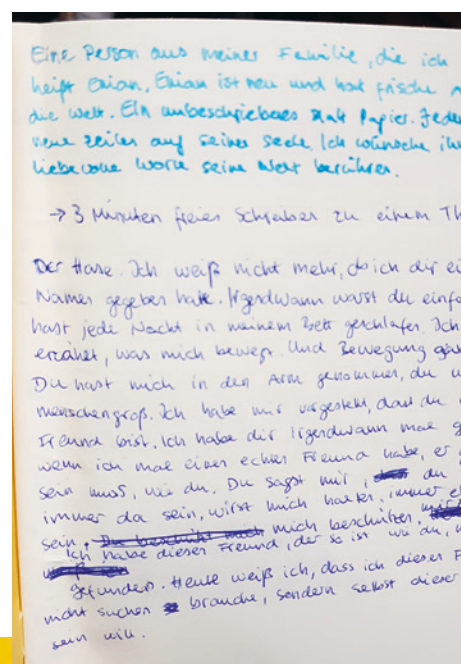 Eine Person aus meiner Familie, die ich
heißt Enian. Enian ist neu und hat frische
die Welt. Ein unbeschriebenes Blatt Papier. Jeder
neue Zeilen auf seiner Seele. Ich wünsche ihm
liebevolle Worte seine Welt berühren.
→ 3 Minuten freies Schreiben zu einem Th
Der Hase. Ich weiß nicht mehr, ob ich dir ei
Namen gegeben habe. Irgendwann warst du einfa
hast jede Nacht in meinem Bett geschlafen. Ich
erzählt, was mich bewegt. Und Bewegung
Du hast mich in den Arm genommen, du w
menschengroß. Ich habe mir vorgestellt, dass du
Freund bist. Ich habe dir irgendwann mal g
wenn ich mal einen echten Freund habe, er
sein muss, wie du. Du sagst mir, du
immer da sein, wirst mich halten, immer
sein, mich beschützen,
Ich habe diesen Freund, der so ist wie du,
gefunden. Heute weiß ich, dass ich diesen F
nicht suchen brauche, sondern selbst dieser
sein will.